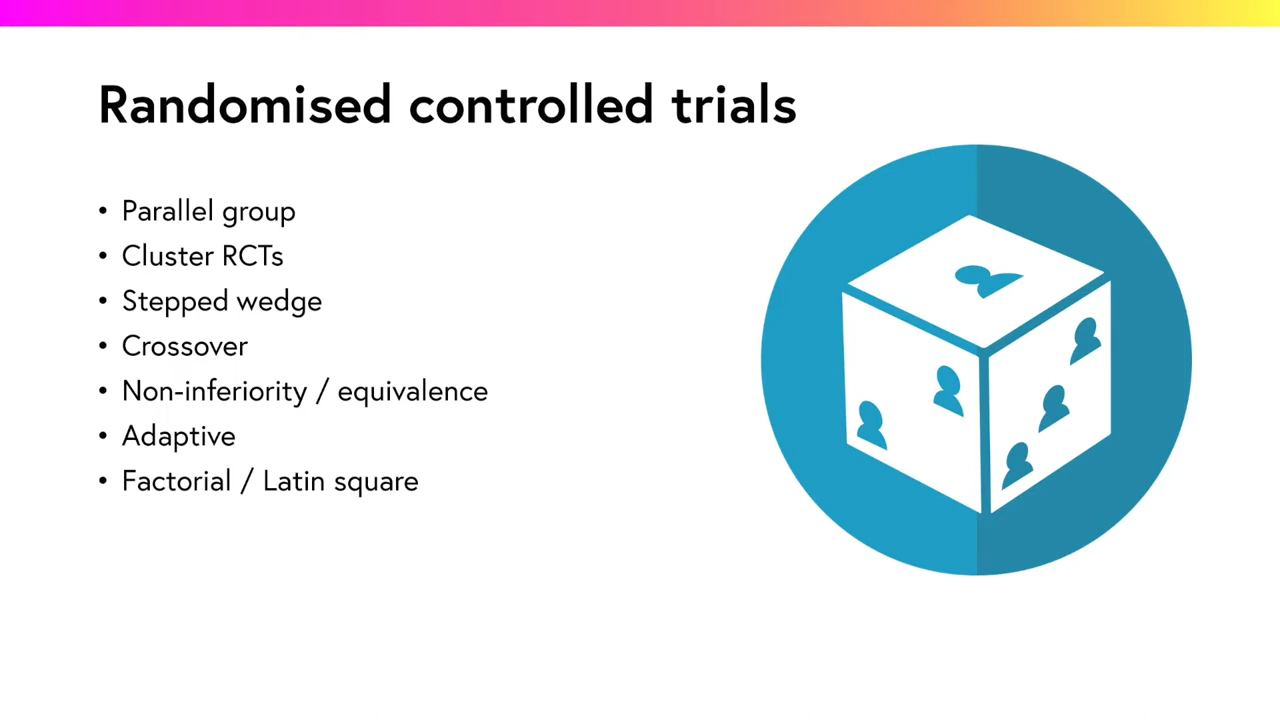 Randomised controlled trials
• Parallel group
• Cluster RCTs
• Stepped wedge
• Crossover
• Non-inferiority / equivalence
• Adaptive
• Factorial / Latin square